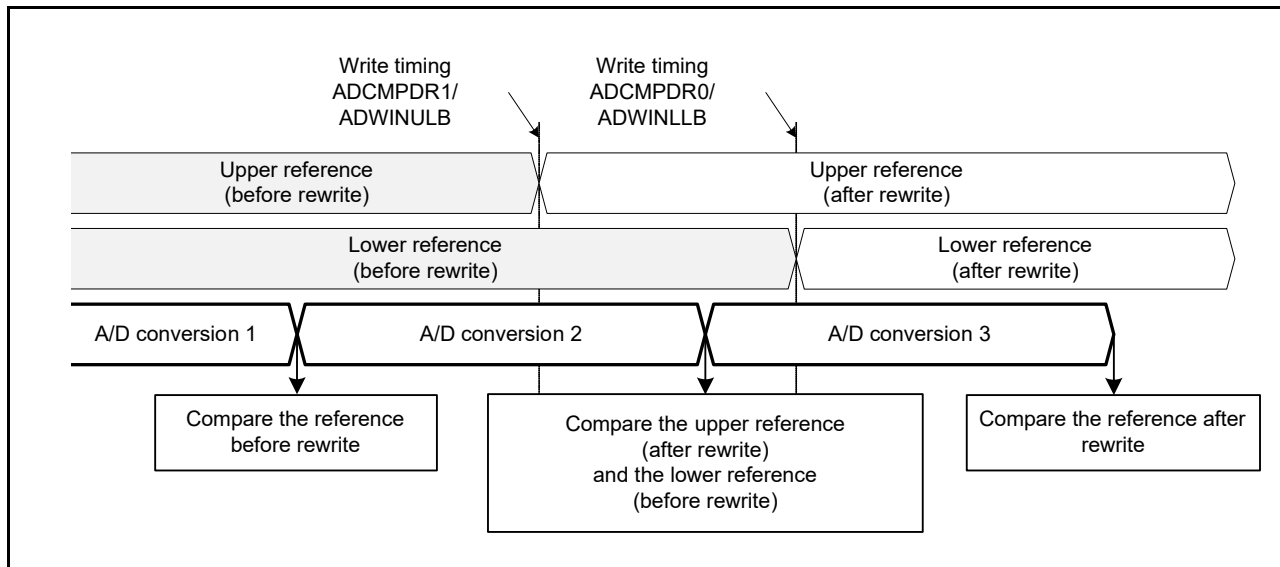 Write timing
ADCMPDR1/
ADWINULB
Write timing
ADCMPDR0/
ADWINLLB
Upper reference
(before rewrite)
Upper reference
(after rewrite)
Lower reference
(before rewrite)
Lower reference
(after rewrite)
A/D conversion 1
A/D conversion 2
A/D conversion 3
Compare the reference
before rewrite
Compare the upper reference
(after rewrite)
and the lower reference
(before rewrite)
Compare the reference after
rewrite